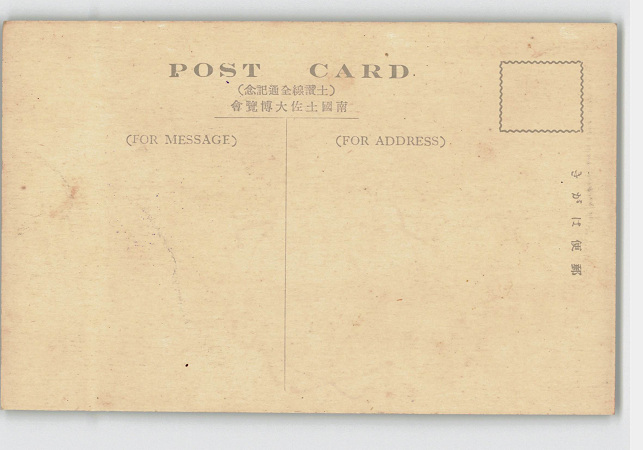 POST CARD
(土讃線全通記念)
南國土佐大博覽會
(FOR MESSAGE)
(FOR ADDRESS)
郵便はがき